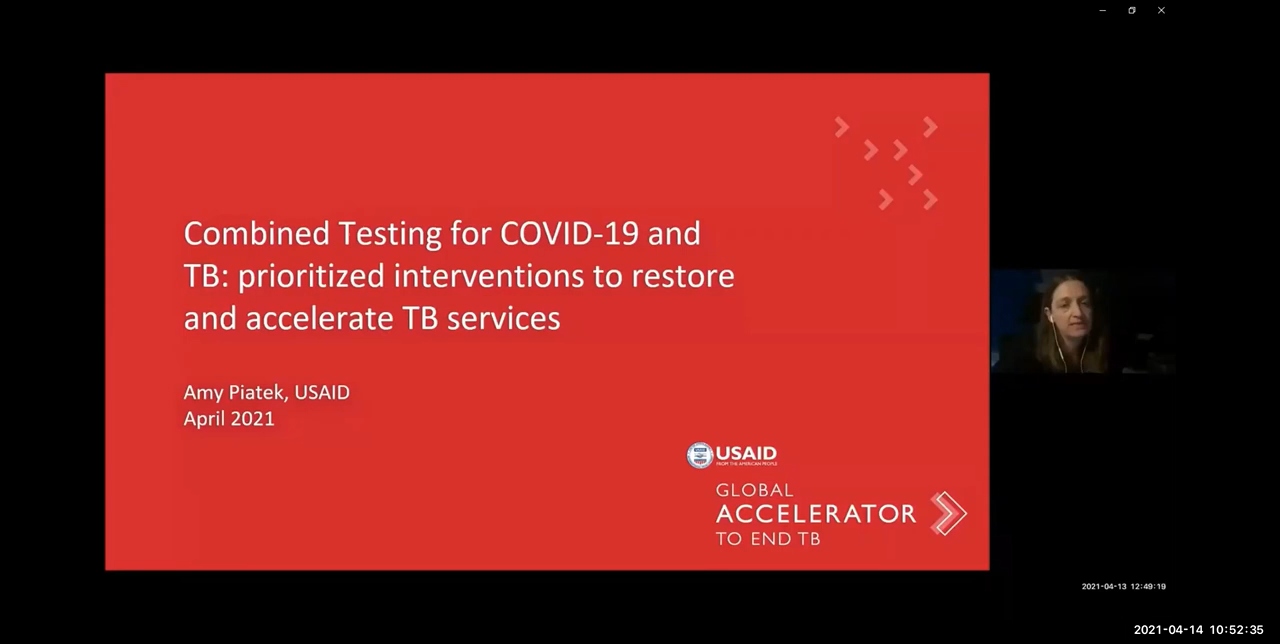 Combined Testing for COVID-19 and
TB: prioritized interventions to restore
and accelerate TB services
Amy Piatek, USAID
April 2021
USAID
FROM THE AMERICAN PEOPLE
GLOBAL
ACCELERATOR
TO END TB
2021-04-13 12:49:19
2021-04-14 10:52:35